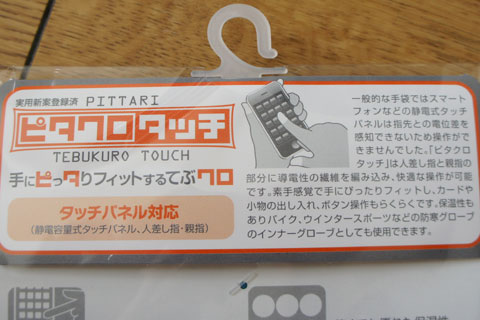 実用新案登録済 PITTARI
ピタクロタッチ
TEBUKURO TOUCH
手にピッタりフィットするてぶクロ
タッチパネル対応
(静電容量式タッチパネル、人差し指・親指)
一般的な手袋ではスマート
フォンなどの静電式タッチ
パネルは指先との電位差を
感知できないため操作がで
きませんでした。「ピタクロ
タッチ」は人差し指と親指の
部分に導電性の繊維を編み込み、快適な操作が可能
です。素手感覚で手にぴったりフィットし、カードや
小物の出し入れ、ボタン操作もらくらくです。保温性も
ありバイク、ウインタースポーツなどの防寒グローブ
のインナーグローブとしても使用できます。